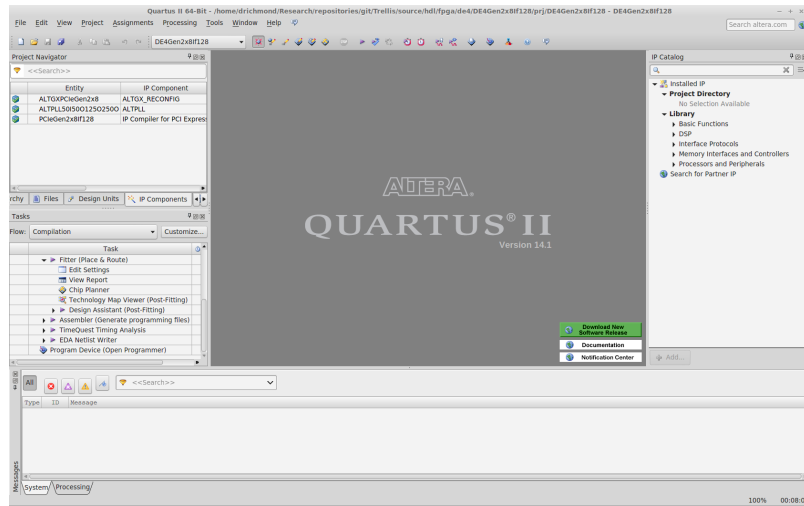 Quartus II 64-Bit - /home/drichmond/Research/repositories/git/Trellis/source/hdl/fpga/de4/DE4Gen2x8If128/prj/DE4Gen2x8If128 - DE4Gen2x8If128
File Edit View Project Assignments Processing Tools Window Help
Search altera.com
DE4Gen2x8If128
Project Navigator
<<Search>>
Entity IP Component
ALTGXPCIeGen2x8 ALTGX_RECONFIG
ALTPLL50I50O125O250O ALTPLL
PCIeGen2x8If128 IP Compiler for PCI Express
rchy Files Design Units IP Components
Tasks
Flow: Compilation Customize...
Task
Fitter (Place & Route)
Edit Settings
View Report
Chip Planner
Technology Map Viewer (Post-Fitting)
Design Assistant (Post-Fitting)
Assembler (Generate programming files)
TimeQuest Timing Analysis
EDA Netlist Writer
Program Device (Open Programmer)
ALTERA®
QUARTUS® II
Version 14.1
Download New
Software Release
Documentation
Notification Center
IP Catalog
Installed IP
Project Directory
No Selection Available
Library
Basic Functions
DSP
Interface Protocols
Memory Interfaces and Controllers
Processors and Peripherals
Search for Partner IP
Add...
All <<Search>>
Type ID Message
Messages
System Processing
100% 00:08:0